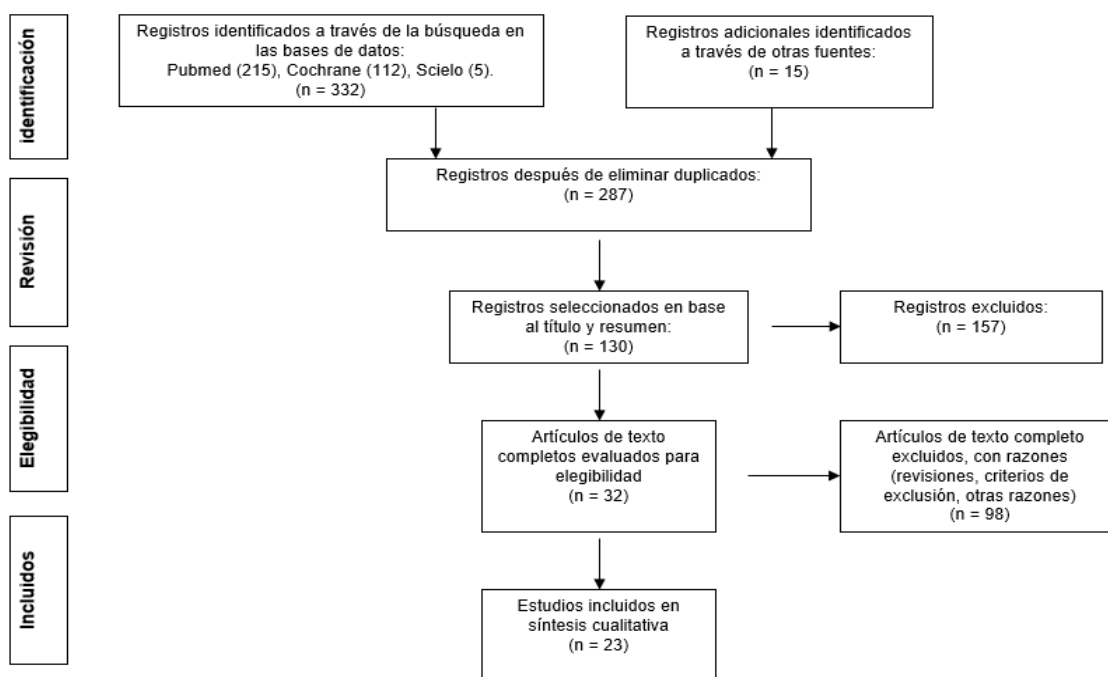 identificación
Registros identificados a través de la búsqueda en
las bases de datos:
Pubmed (215), Cochrane (112), Scielo (5).
(n = 332)
Registros adicionales identificados
a través de otras fuentes:
(n = 15)
Registros después de eliminar duplicados:
(n = 287)
Revisión
Registros seleccionados en base
al título y resumen:
(n = 130)
Registros excluidos:
(n = 157)
Elegibilidad
Artículos de texto
completos evaluados para
elegibilidad
(n = 32)
Artículos de texto completo
excluidos, con razones
(revisiones, criterios de
exclusión, otras razones)
(n = 98)
Incluidos
Estudios incluidos en
síntesis cualitativa
(n = 23)